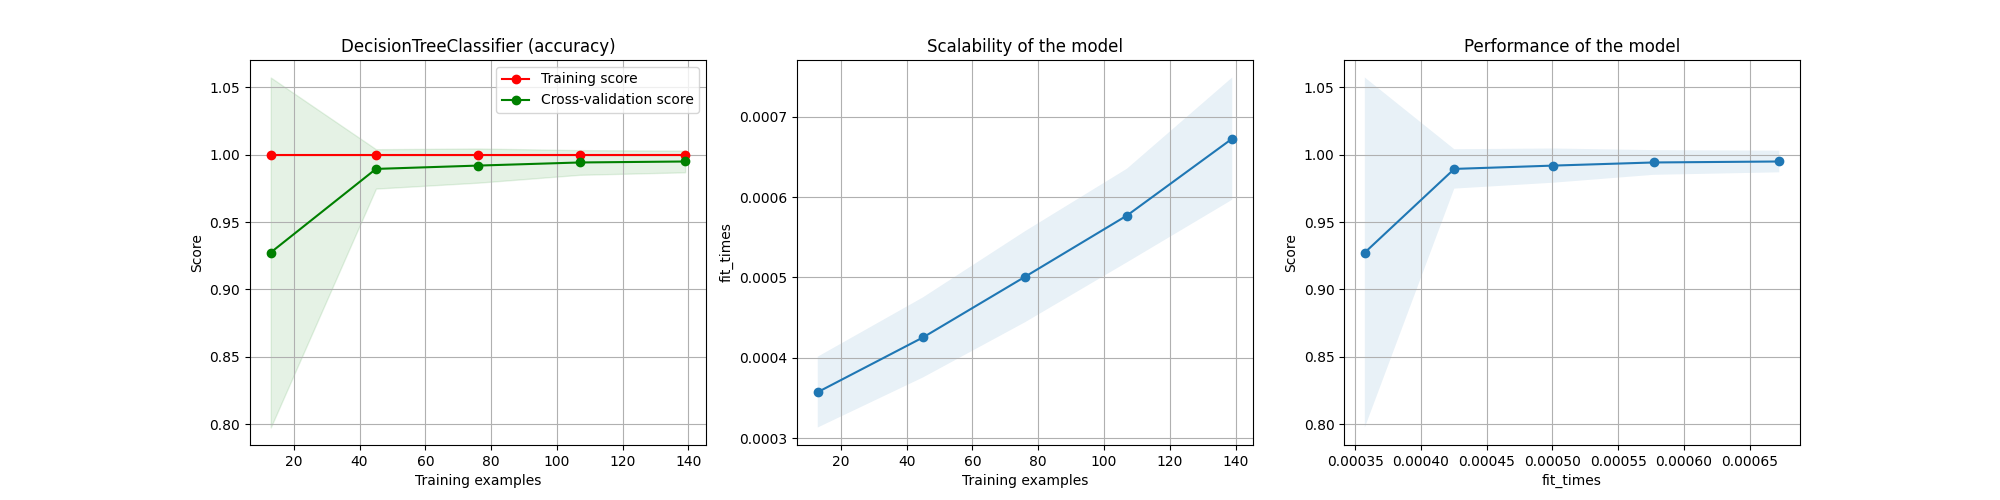 DecisionTreeClassifier (accuracy)
Training score
Cross-validation score
1.05
1.00
0.95
0.90
0.85
0.80
Score
20 40 60 80 100 120 140
Training examples
Scalability of the model
0.0007
0.0006
0.0005
0.0004
0.0003
fit_times
20 40 60 80 100 120 140
Training examples
Performance of the model
1.05
1.00
0.95
0.90
0.85
0.80
Score
0.00035 0.00040 0.00045 0.00050 0.00055 0.00060 0.00065
fit_times